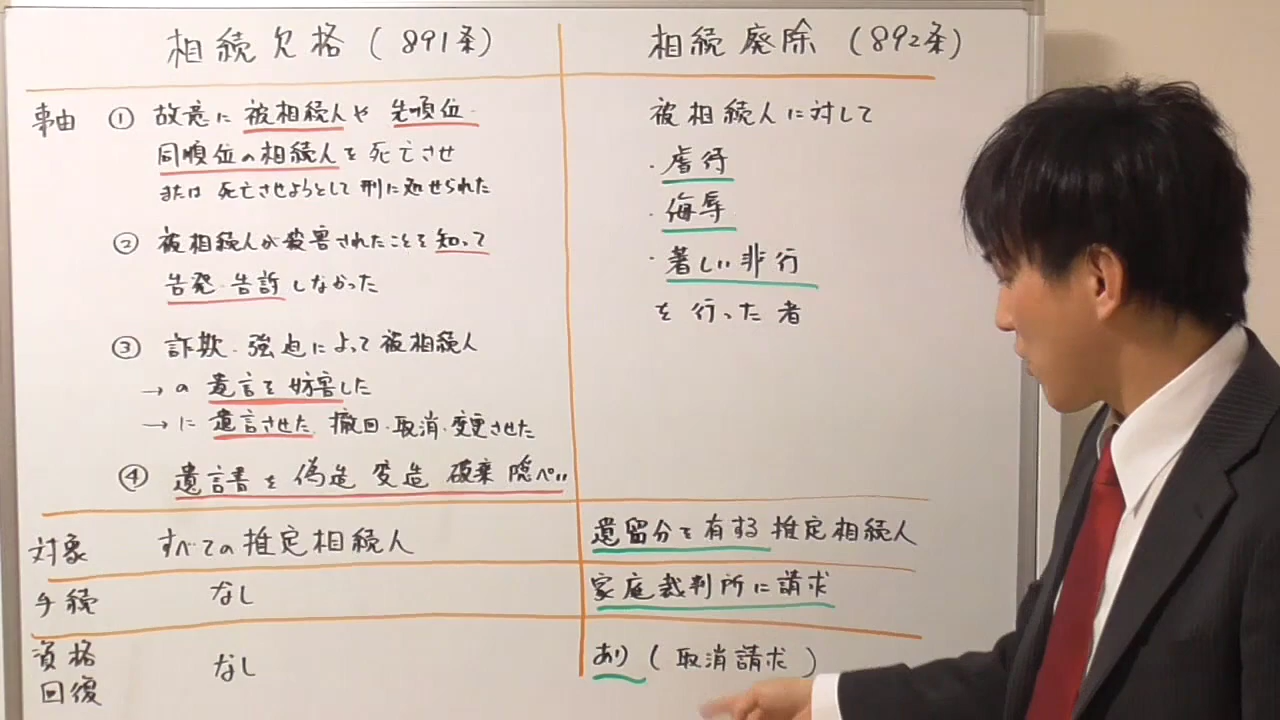 相続欠格(891条)
相続廃除(892条)
事由
① 故意に被相続人や先順位・
同順位の相続人を死亡させ
または死亡させようとして刑に処せられた
② 被相続人が殺害されたことを知って
告発・告訴しなかった
③ 詐欺・強迫によって被相続人
→の遺言を妨害した
→に遺言させた 撤回・取消・変更させた
④ 遺言書を偽造 変造 破棄 隠ぺい
被相続人に対して
・虐待
・侮辱
・著しい非行
を行った者
対象
すべての推定相続人
遺留分を有する推定相続人
手続
なし
家庭裁判所に請求
資格
回復
なし
あり(取消請求)